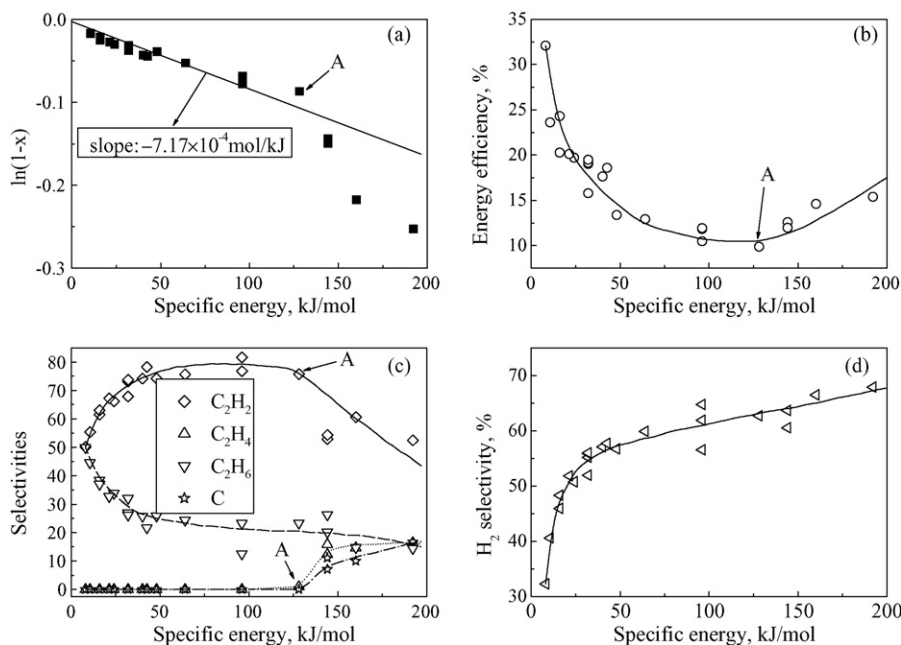 (a)
0.0
-0.1
-0.2
-0.3
ln(1-x)
A
slope: −7.17×10⁻⁴mol/kJ
0 50 100 150 200
Specific energy, kJ/mol
(b)
35
30
25
20
15
10
Energy efficiency, %
A
0 50 100 150 200
Specific energy, kJ/mol
(c)
80
70
60
50
40
30
20
10
0
Selectivities
A
C₂H₂
C₂H₄
C₂H₆
C
A
0 50 100 150 200
Specific energy, kJ/mol
(d)
70
60
50
40
30
H₂ selectivity, %
0 50 100 150 200
Specific energy, kJ/mol